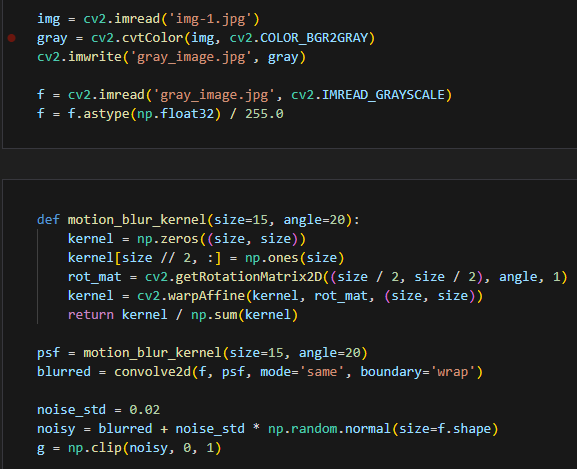 img = cv2.imread('img-1.jpg')
gray = cv2.cvtColor(img, cv2.COLOR_BGR2GRAY)
cv2.imwrite('gray_image.jpg', gray)
f = cv2.imread('gray_image.jpg', cv2.IMREAD_GRAYSCALE)
f = f.astype(np.float32) / 255.0
def motion_blur_kernel(size=15, angle=20):
    kernel = np.zeros((size, size))
    kernel[size // 2, :] = np.ones(size)
    rot_mat = cv2.getRotationMatrix2D((size / 2, size / 2), angle, 1)
    kernel = cv2.warpAffine(kernel, rot_mat, (size, size))
    return kernel / np.sum(kernel)
psf = motion_blur_kernel(size=15, angle=20)
blurred = convolve2d(f, psf, mode='same', boundary='wrap')
noise_std = 0.02
noisy = blurred + noise_std * np.random.normal(size=f.shape)
g = np.clip(noisy, 0, 1)